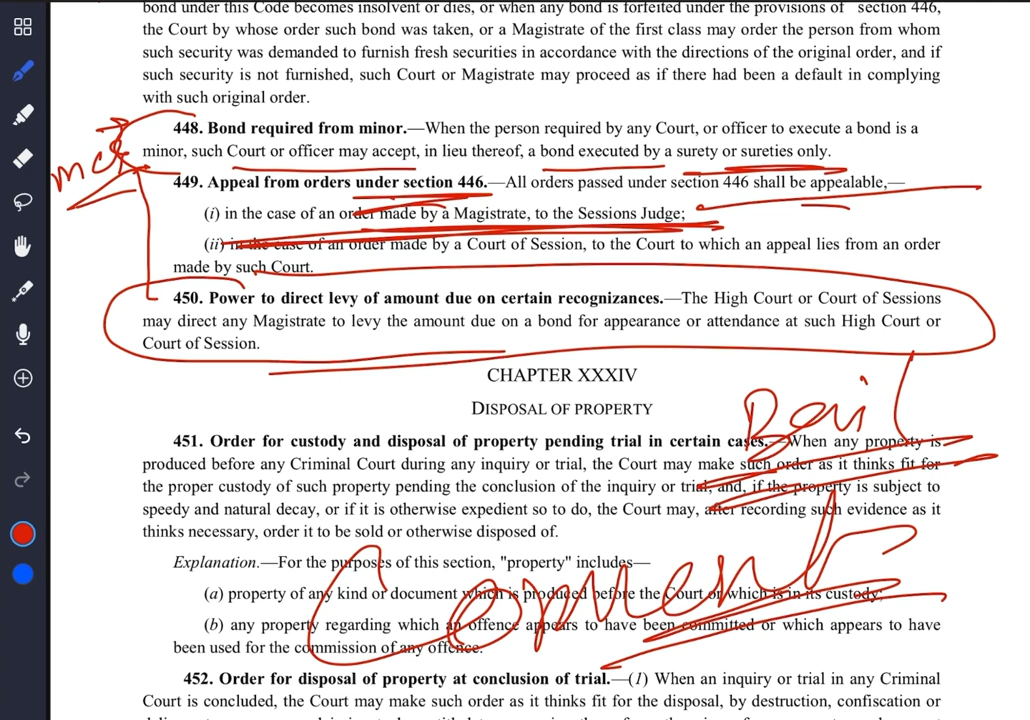 bond under this Code becomes insolvent or dies, or when any bond is forfeited under the provisions of section 446,
the Court by whose order such bond was taken, or a Magistrate of the first class may order the person from whom
such security was demanded to furnish fresh securities in accordance with the directions of the original order, and if
such security is not furnished, such Court or Magistrate may proceed as if there had been a default in complying
with such original order.
448. Bond required from minor.—When the person required by any Court, or officer to execute a bond is a
minor, such Court or officer may accept, in lieu thereof, a bond executed by a surety or sureties only.
449. Appeal from orders under section 446.—All orders passed under section 446 shall be appealable,—
(i) in the case of an order made by a Magistrate, to the Sessions Judge;
(ii) in the case of an order made by a Court of Session, to the Court to which an appeal lies from an order
made by such Court.
450. Power to direct levy of amount due on certain recognizances.—The High Court or Court of Sessions
may direct any Magistrate to levy the amount due on a bond for appearance or attendance at such High Court or
Court of Session.
CHAPTER XXXIV
DISPOSAL OF PROPERTY
Bail
451. Order for custody and disposal of property pending trial in certain cases.—When any property is
produced before any Criminal Court during any inquiry or trial, the Court may make such order as it thinks fit for
the proper custody of such property pending the conclusion of the inquiry or trial, and, if the property is subject to
speedy and natural decay, or if it is otherwise expedient so to do, the Court may, after recording such evidence as it
thinks necessary, order it to be sold or otherwise disposed of.
Explanation.—For the purposes of this section, "property" includes—
(a) property of any kind or document which is produced before the Court or which is in its custody;
(b) any property regarding which an offence appears to have been committed or which appears to have
been used for the commission of any offence.
452. Order for disposal of property at conclusion of trial.—(1) When an inquiry or trial in any Criminal
Court is concluded, the Court may make such order as it thinks fit for the disposal, by destruction, confiscation or